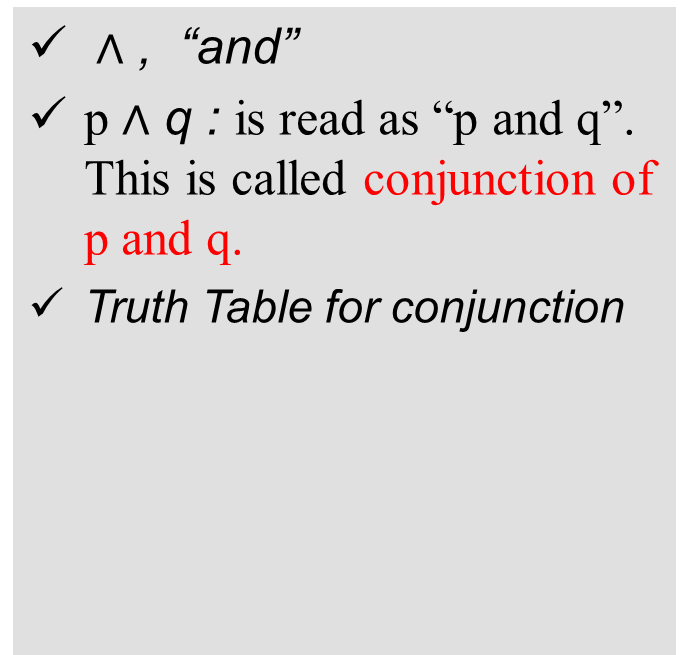 ✓ ∧ , “and”
✓ p ∧ q : is read as “p and q”.
This is called conjunction of
p and q.
✓ Truth Table for conjunction